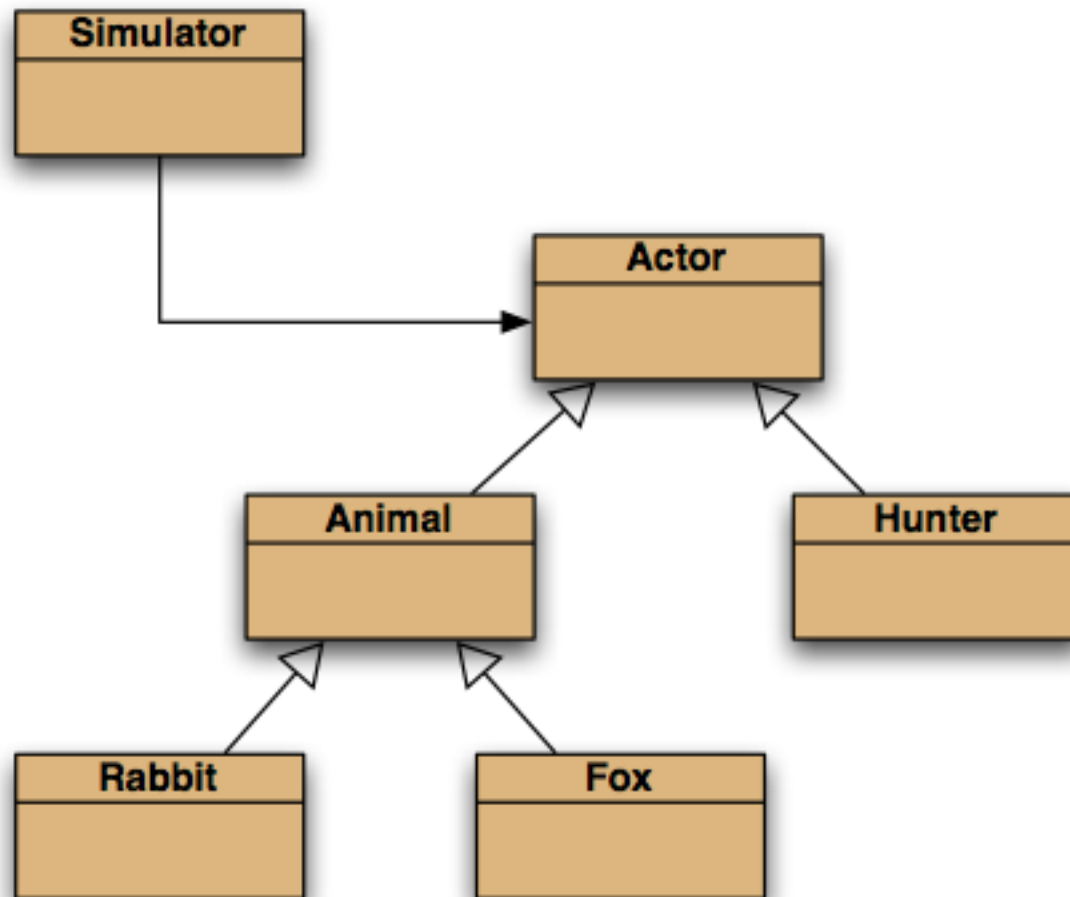 Simulator
Actor
Animal
Hunter
Rabbit
Fox